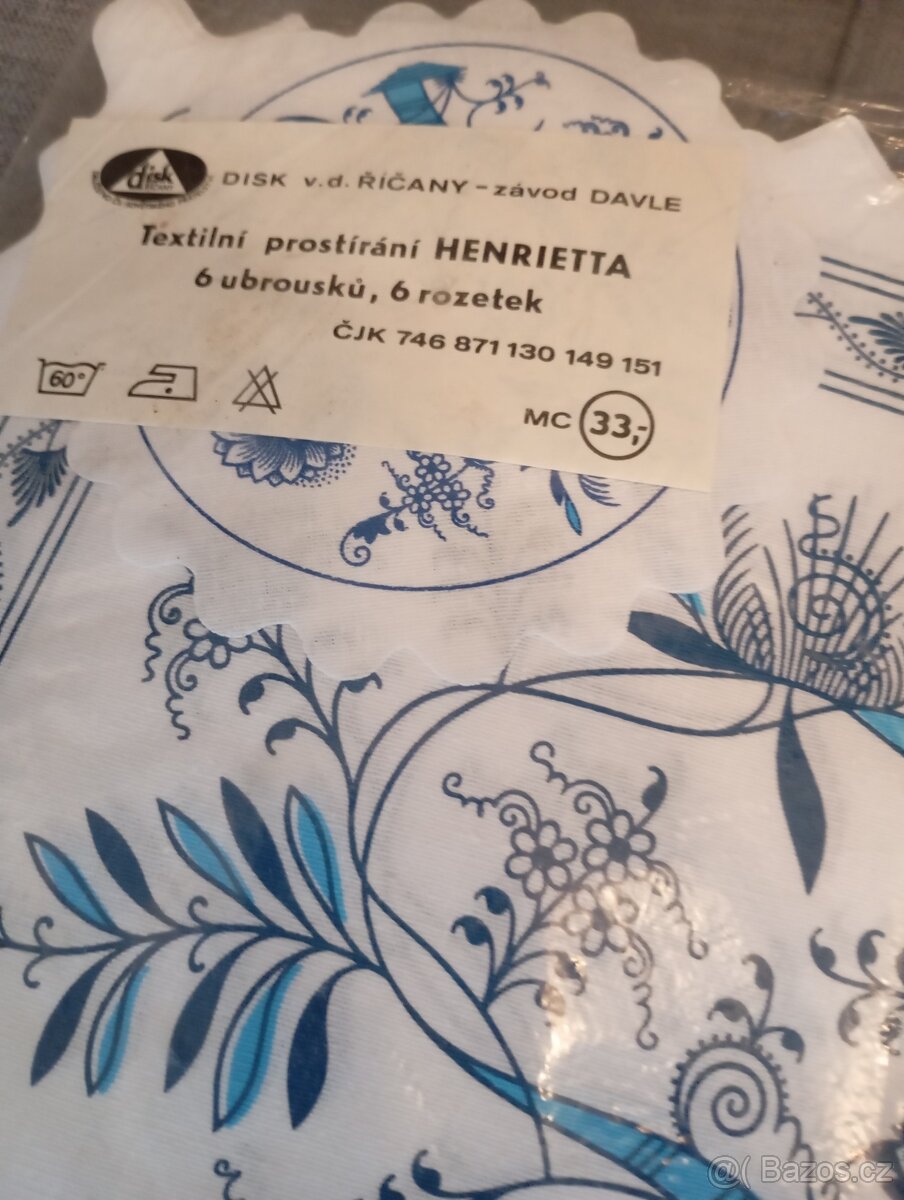 disk
ŘÍČANY
DISK v.d. ŘÍČANY - závod DAVLE
Textilní prostírání HENRIETTA
6 ubrousků, 6 rozetek
ČJK 746 871 130 149 151
60°
MC 33,-
@( Bazos.cz